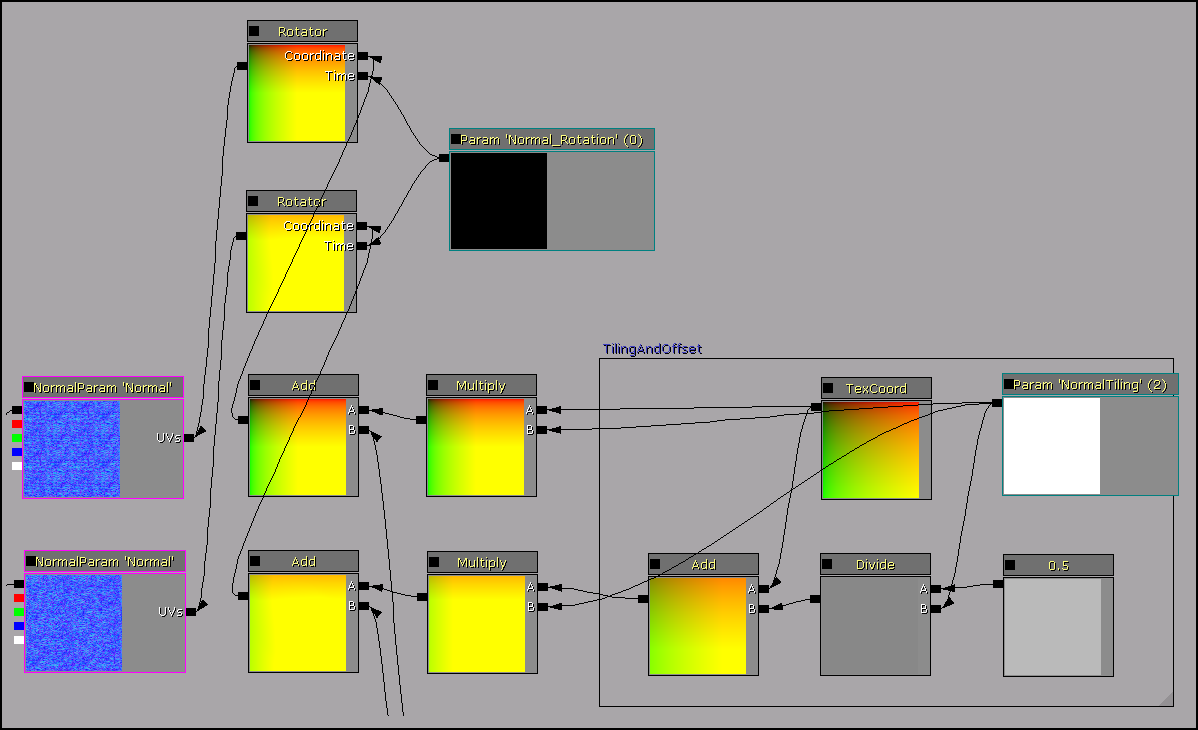 Rotator
Coordinate
Time
Param 'Normal_Rotation' (0)
Rotator
Coordinate
Time
TilingAndOffset
NormalParam 'Normal'
UVs
Add
A
B
Multiply
A
B
TexCoord
Param 'NormalTiling' (2)
NormalParam 'Normal'
UVs
Add
A
B
Multiply
A
B
Add
A
B
Divide
A
B
0.5